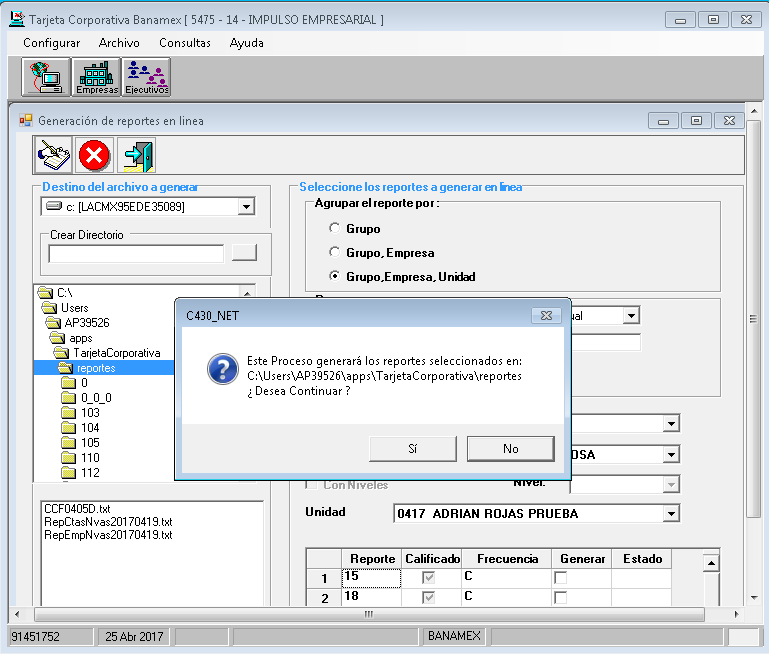 Tarjeta Corporativa Banamex [ 5475 - 14 - IMPULSO EMPRESARIAL ]
Configurar Archivo Consultas Ayuda
Empresas Ejecutivos
Generación de reportes en linea
Destino del archivo a generar
c: [LACMX95EDE35089]
Crear Directorio
C:\
Users
AP39526
apps
TarjetaCorporativa
reportes
0
0_0_0
103
104
105
110
112
CCF0405D.txt
RepCtasNvas20170419.txt
RepEmpNvas20170419.txt
Seleccione los reportes a generar en linea
Agrupar el reporte por :
Grupo
Grupo, Empresa
Grupo,Empresa, Unidad
ual
OSA
C430_NET
Este Proceso generará los reportes seleccionados en:
C:\Users\AP39526\apps\TarjetaCorporativa\reportes
¿ Desea Continuar ?
Sí No
Con Niveles Nivel:
Unidad 0417 ADRIAN ROJAS PRUEBA
Reporte Calificado Frecuencia Generar Estado
1 15 C
2 18 C
91451752 25 Abr 2017 BANAMEX